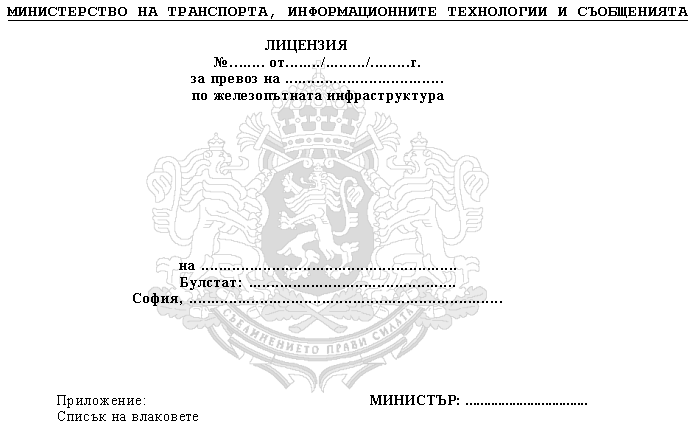 МИНИСТЕРСТВО НА ТРАНСПОРТА, ИНФОРМАЦИОННИТЕ ТЕХНОЛОГИИ И СЪОБЩЕНИЯТА
ЛИЦЕНЗИЯ
№........ от......../........./.........г.
за превоз на ..................................
по железопътната инфраструктура
на .......................................................
Булстат: .............................................
София, ...................................................................
СЪЕДИНЕНИЕТО ПРАВИ СИЛАТА
Приложение:
МИНИСТЪР: ..................................
Списък на влаковете